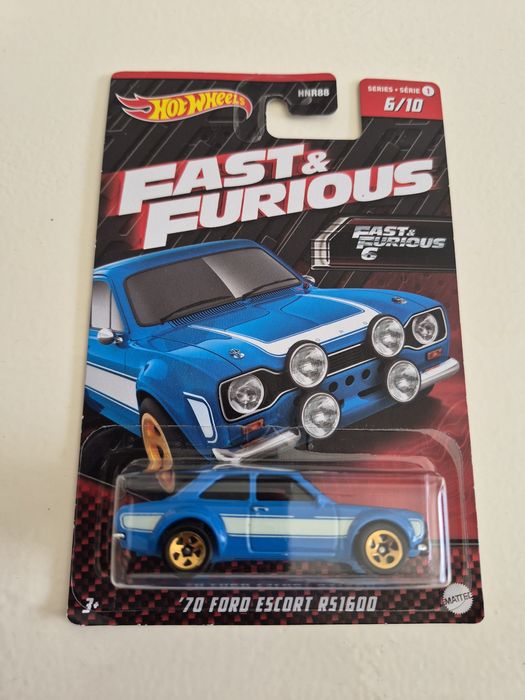 Hot Wheels
HNR88
SERIES • SÉRIE 1
6/10
FAST &
FURIOUS
FAST &
FURIOUS
6
'70 FORD ESCORT RS1600
3+
MATTEL